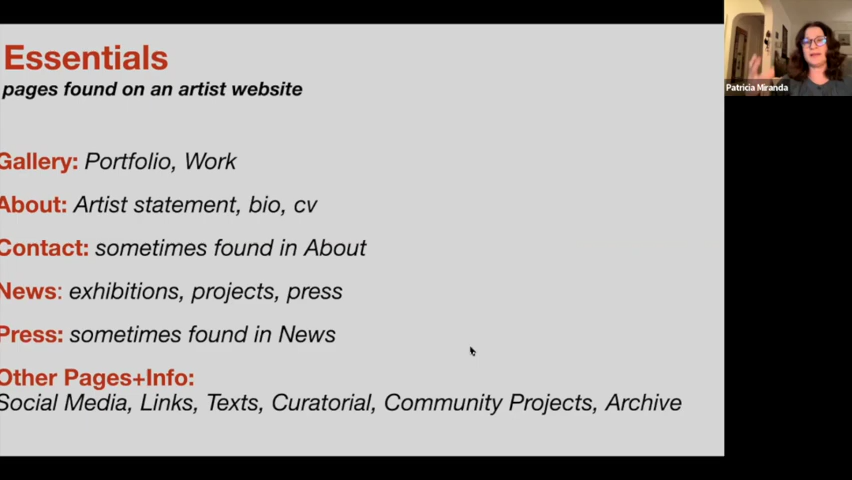 Essentials
pages found on an artist website
Patricia Miranda
Gallery: Portfolio, Work
About: Artist statement, bio, cv
Contact: sometimes found in About
News: exhibitions, projects, press
Press: sometimes found in News
Other Pages+Info:
Social Media, Links, Texts, Curatorial, Community Projects, Archive